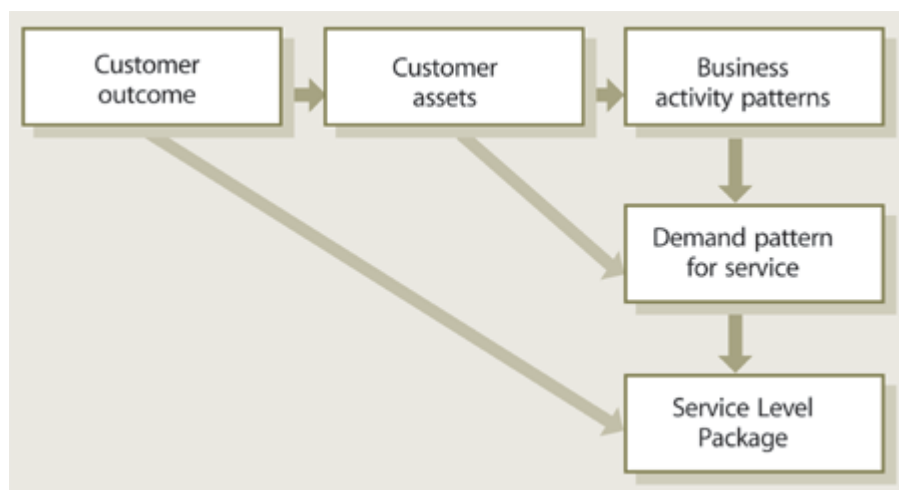 Customer
outcome
Customer
assets
Business
activity patterns
Demand pattern
for service
Service Level
Package